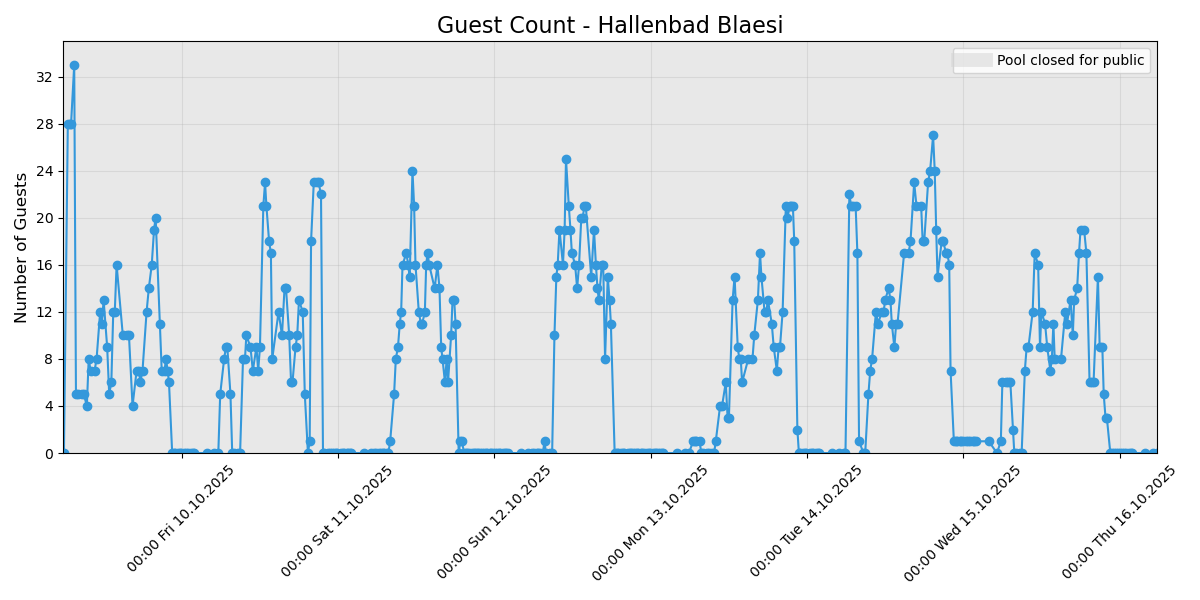 Guest Count - Hallenbad Blaesi
Pool closed for public
Number of Guests
32
28
24
20
16
12
8
4
0
00:00 Fri 10.10.2025
00:00 Sat 11.10.2025
00:00 Sun 12.10.2025
00:00 Mon 13.10.2025
00:00 Tue 14.10.2025
00:00 Wed 15.10.2025
00:00 Thu 16.10.2025